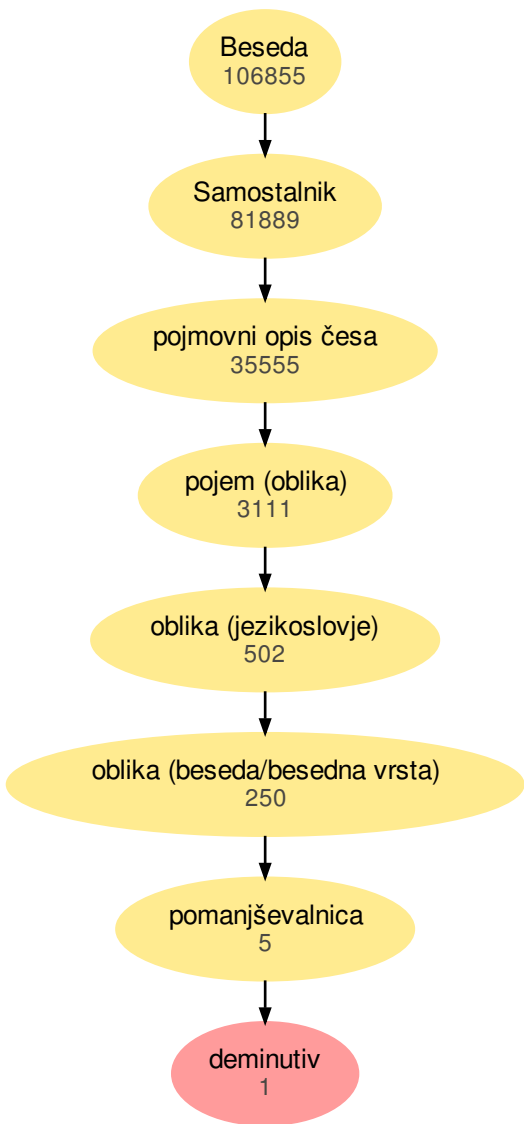 Beseda
106855
Samostalnik
81889
pojmovni opis česa
35555
pojem (oblika)
3111
oblika (jezikoslovje)
502
oblika (beseda/besedna vrsta)
250
pomanjševalnica
5
deminutiv
1